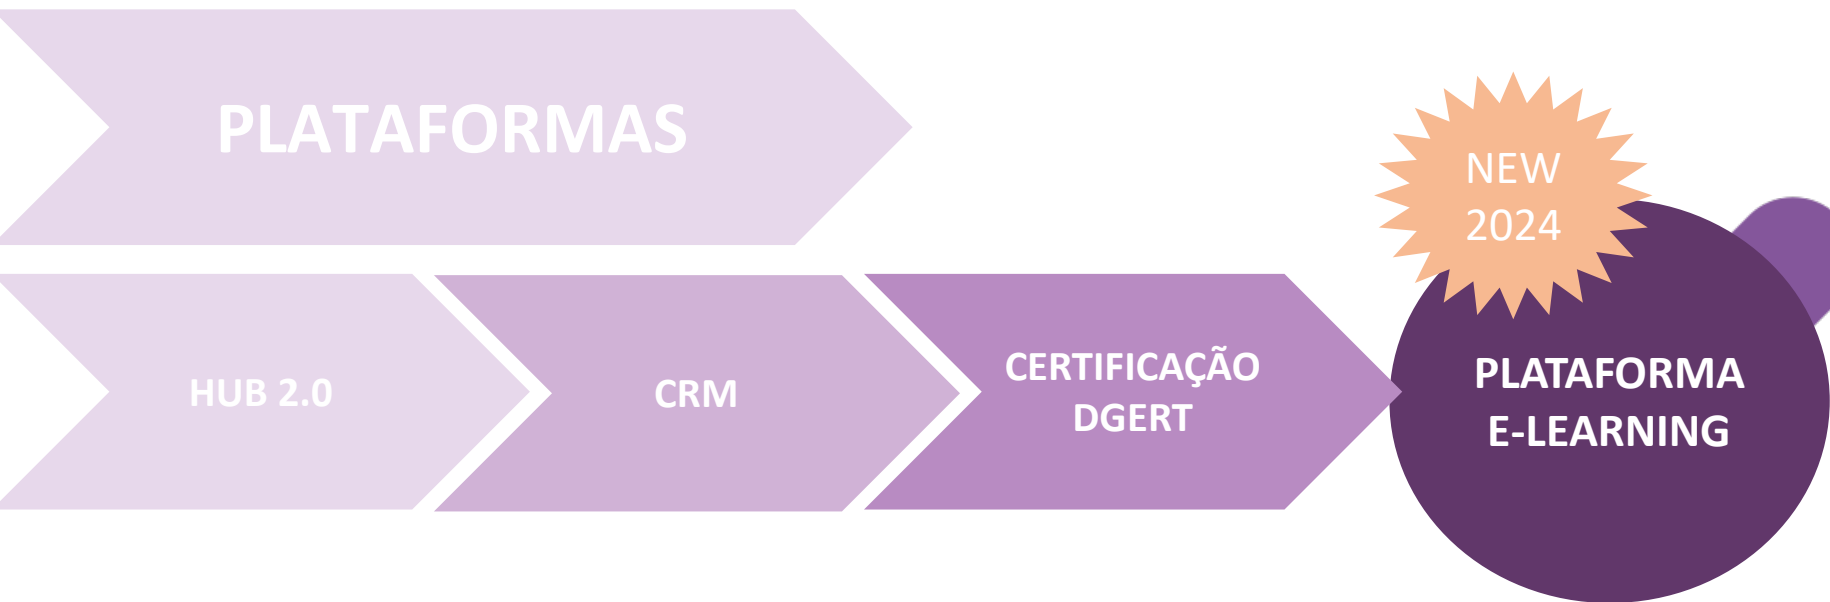 PLATAFORMAS
NEW
2024
HUB 2.0
CRM
CERTIFICAÇÃO
DGERT
PLATAFORMA
E-LEARNING